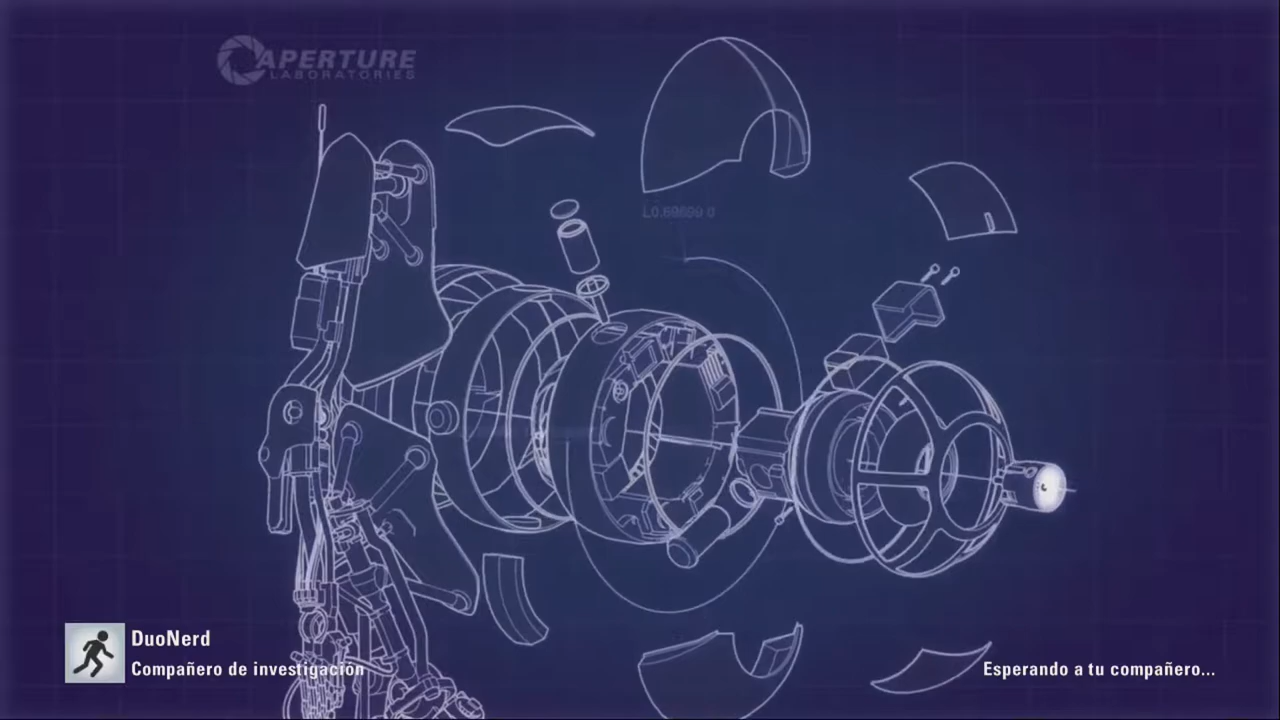 APERTURE
LABORATORIES
DuoNerd
Compañero de investigación
Esperando a tu compañero...